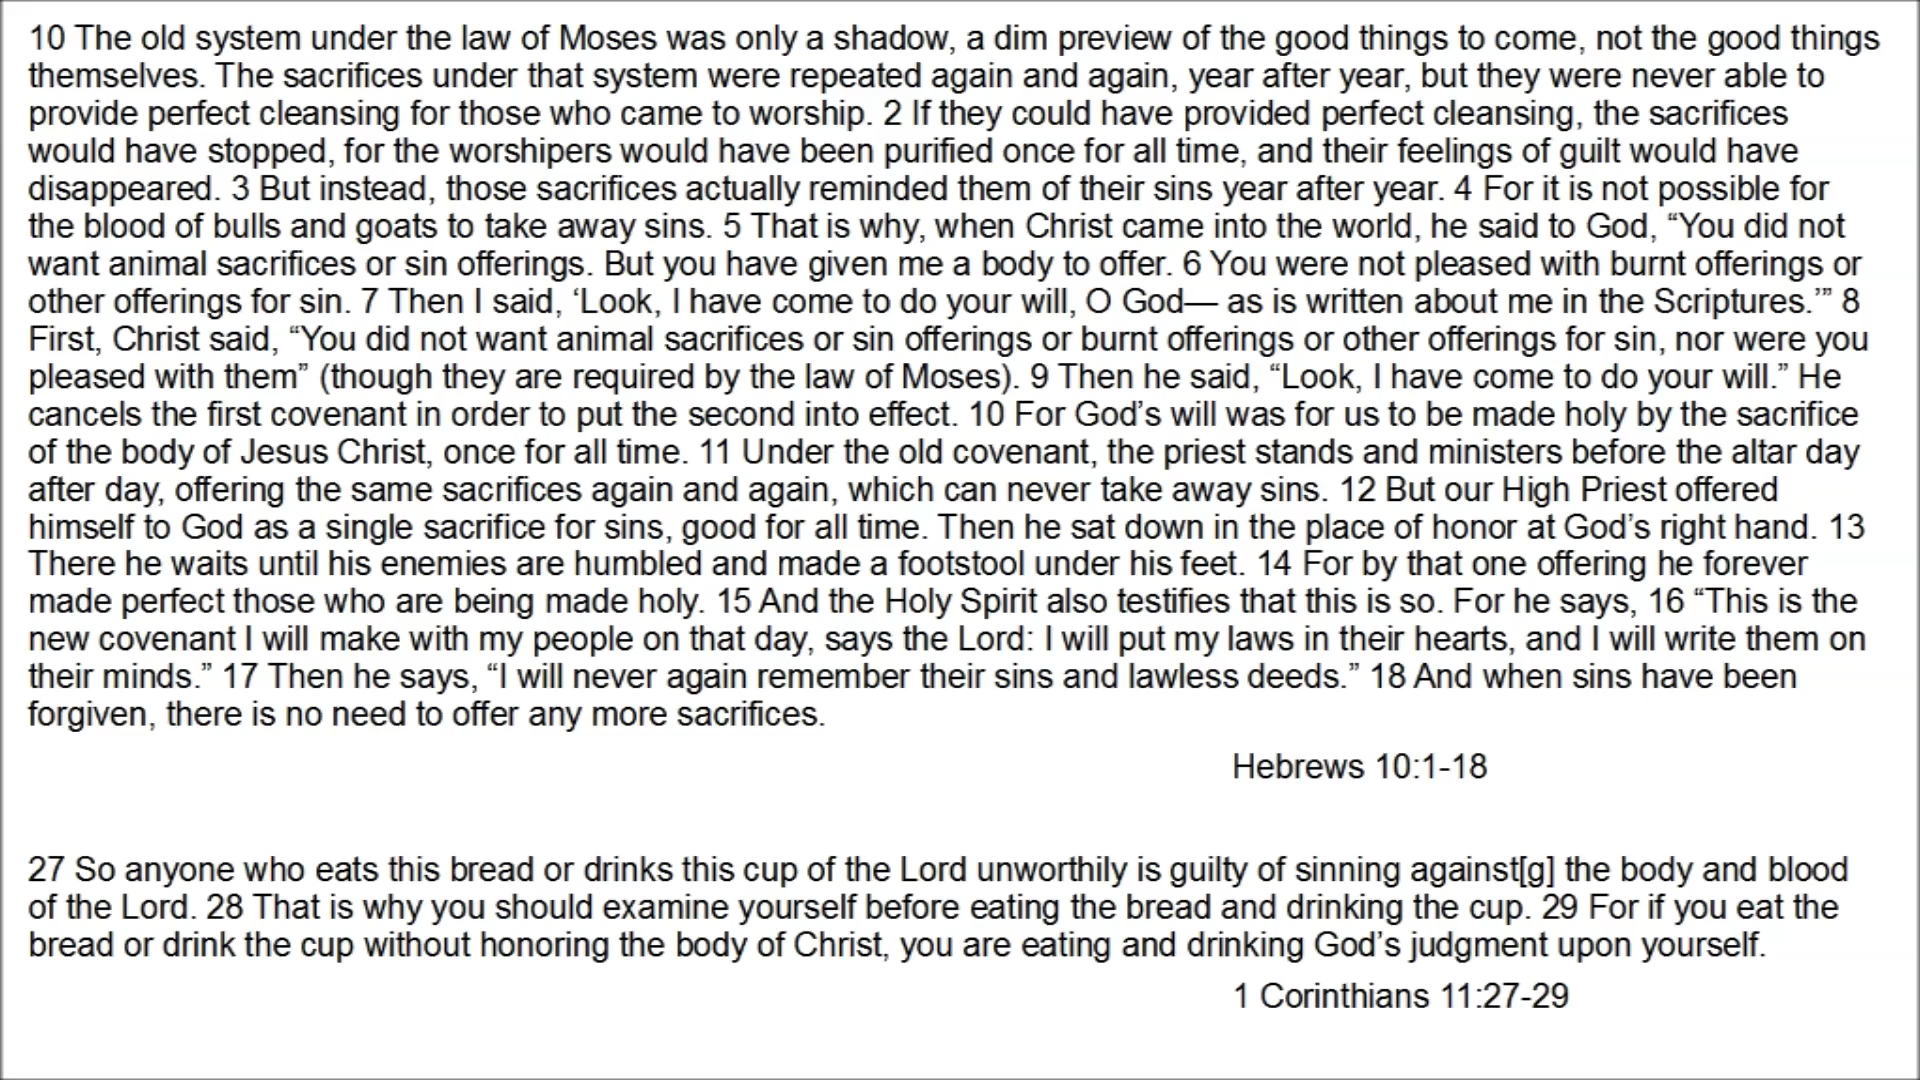 10 The old system under the law of Moses was only a shadow, a dim preview of the good things to come, not the good things
themselves. The sacrifices under that system were repeated again and again, year after year, but they were never able to
provide perfect cleansing for those who came to worship. 2 If they could have provided perfect cleansing, the sacrifices
would have stopped, for the worshipers would have been purified once for all time, and their feelings of guilt would have
disappeared. 3 But instead, those sacrifices actually reminded them of their sins year after year. 4 For it is not possible for
the blood of bulls and goats to take away sins. 5 That is why, when Christ came into the world, he said to God, “You did not
want animal sacrifices or sin offerings. But you have given me a body to offer. 6 You were not pleased with burnt offerings or
other offerings for sin. 7 Then I said, ‘Look, I have come to do your will, O God— as is written about me in the Scriptures.’” 8
First, Christ said, “You did not want animal sacrifices or sin offerings or burnt offerings or other offerings for sin, nor were you
pleased with them” (though they are required by the law of Moses). 9 Then he said, “Look, I have come to do your will.” He
cancels the first covenant in order to put the second into effect. 10 For God’s will was for us to be made holy by the sacrifice
of the body of Jesus Christ, once for all time. 11 Under the old covenant, the priest stands and ministers before the altar day
after day, offering the same sacrifices again and again, which can never take away sins. 12 But our High Priest offered
himself to God as a single sacrifice for sins, good for all time. Then he sat down in the place of honor at God’s right hand. 13
There he waits until his enemies are humbled and made a footstool under his feet. 14 For by that one offering he forever
made perfect those who are being made holy. 15 And the Holy Spirit also testifies that this is so. For he says, 16 “This is the
new covenant I will make with my people on that day, says the Lord: I will put my laws in their hearts, and I will write them on
their minds.” 17 Then he says, “I will never again remember their sins and lawless deeds.” 18 And when sins have been
forgiven, there is no need to offer any more sacrifices.
Hebrews 10:1-18
27 So anyone who eats this bread or drinks this cup of the Lord unworthily is guilty of sinning against[g] the body and blood
of the Lord. 28 That is why you should examine yourself before eating the bread and drinking the cup. 29 For if you eat the
bread or drink the cup without honoring the body of Christ, you are eating and drinking God’s judgment upon yourself.
1 Corinthians 11:27-29